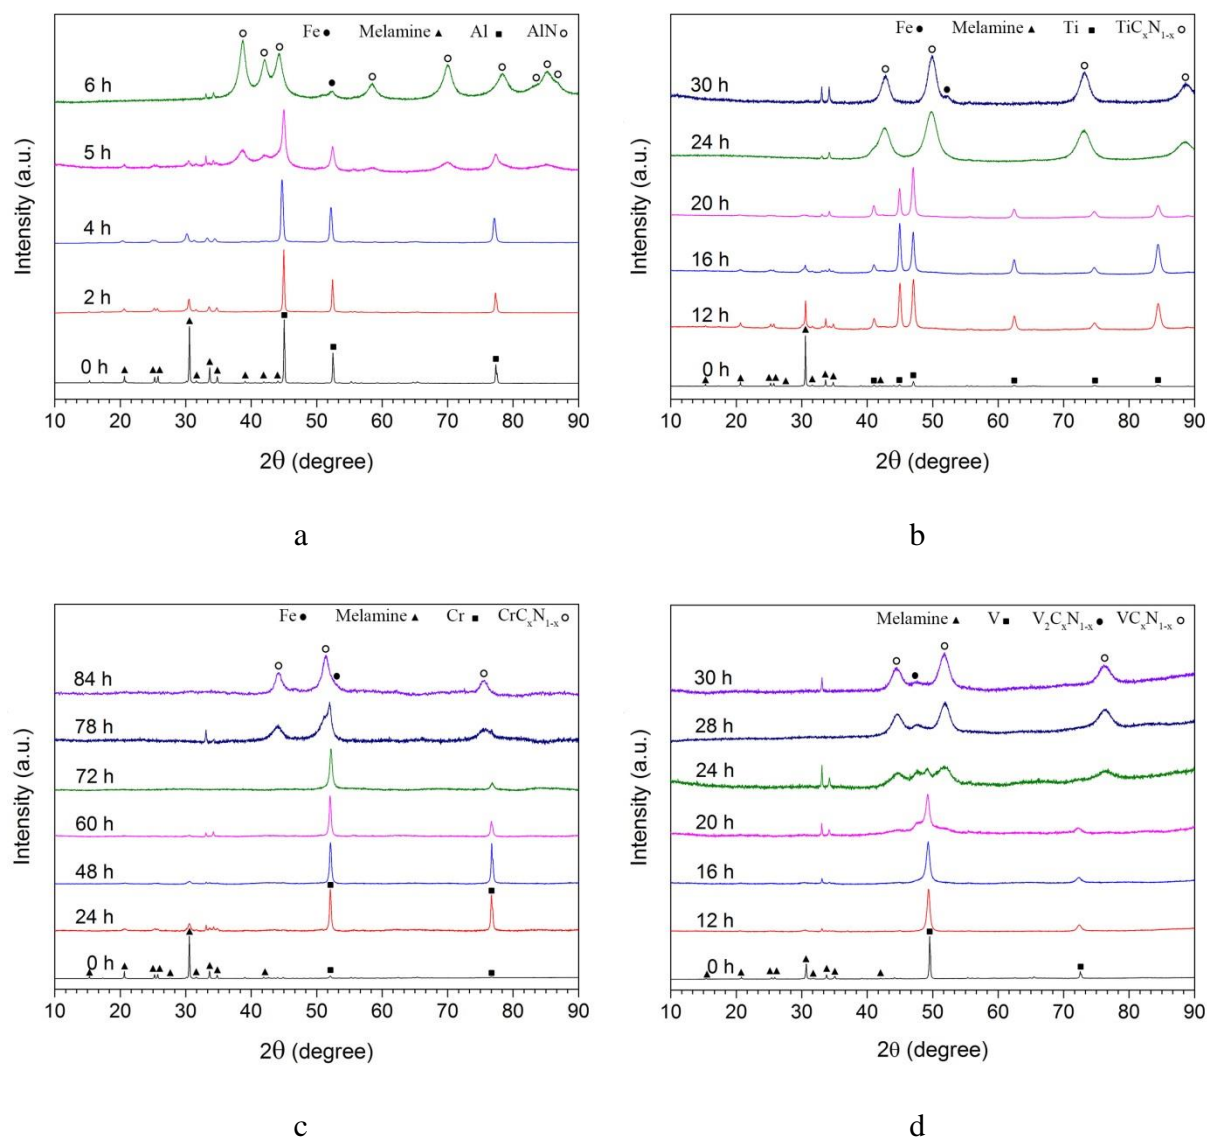 Fe● Melamine▲ Al■ AlN○
6 h
5 h
4 h
2 h
0 h
Intensity (a.u.)
10 20 30 40 50 60 70 80 90
2θ (degree)
a
Fe● Melamine▲ Ti■ TiCₓN₁₋ₓ○
30 h
24 h
20 h
16 h
12 h
0 h
Intensity (a.u.)
10 20 30 40 50 60 70 80 90
2θ (degree)
b
Fe● Melamine▲ Cr■ CrCₓN₁₋ₓ○
84 h
78 h
72 h
60 h
48 h
24 h
0 h
Intensity (a.u.)
10 20 30 40 50 60 70 80 90
2θ (degree)
c
Melamine▲ V■ V₂CₓN₁₋ₓ● VCₓN₁₋ₓ○
30 h
28 h
24 h
20 h
16 h
12 h
0 h
Intensity (a.u.)
10 20 30 40 50 60 70 80 90
2θ (degree)
d